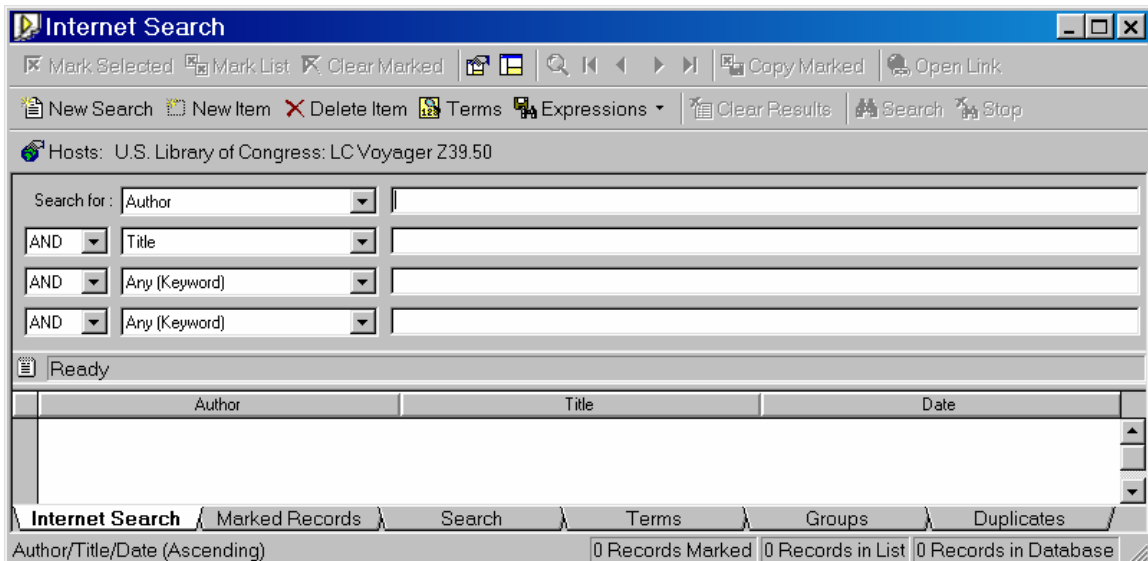 Internet Search
Mark Selected Mark List Clear Marked Copy Marked Open Link
New Search New Item Delete Item Terms Expressions Clear Results Search Stop
Hosts: U.S. Library of Congress: LC Voyager Z39.50
Search for : Author
AND Title
AND Any (Keyword)
AND Any (Keyword)
Ready
Author Title Date
Internet Search Marked Records Search Terms Groups Duplicates
Author/Title/Date (Ascending) 0 Records Marked 0 Records in List 0 Records in Database